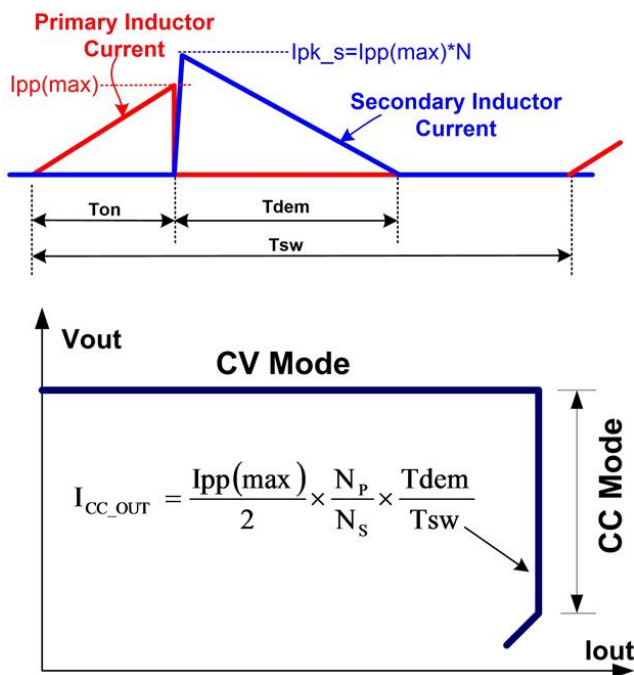 Primary Inductor
Current
Ipk_s=Ipp(max)*N
Ipp(max)
Secondary Inductor
Current
Ton
Tdem
Tsw
Vout
CV Mode
I_CC_OUT = Ipp(max)/2 × N_P/N_S × Tdem/Tsw
CC Mode
Iout